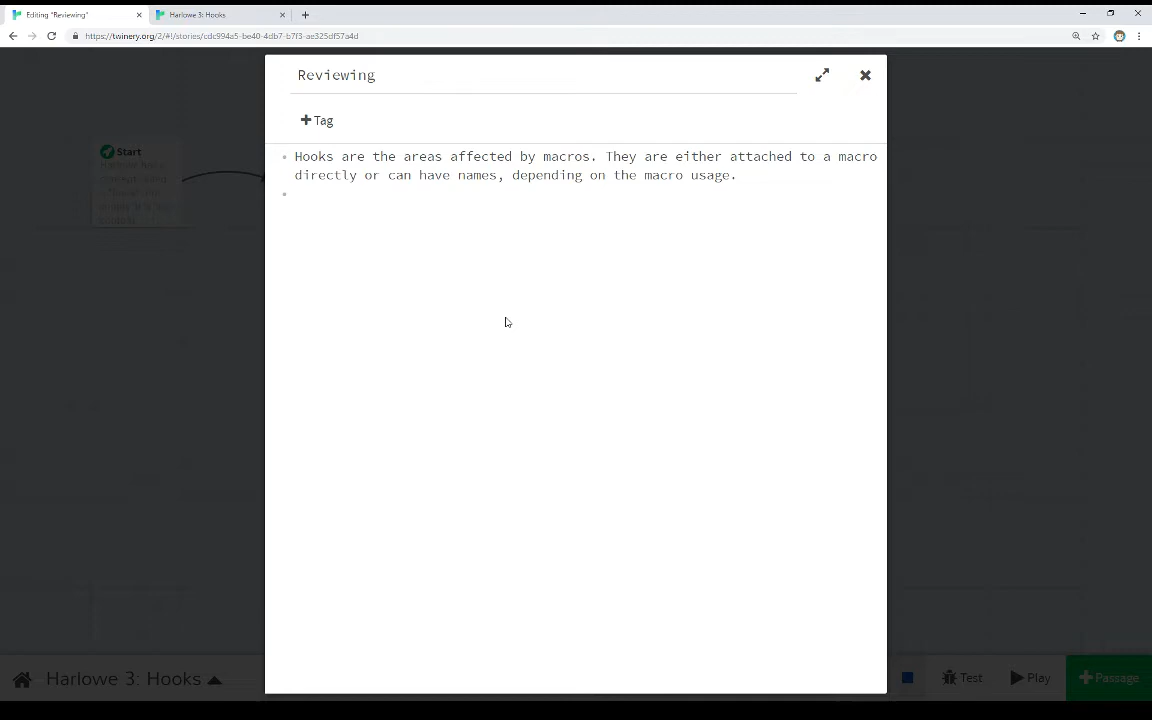 Editing "Reviewing"
Harlowe 3: Hooks
https://twinery.org/2/#!/stories/cdc994a5-be40-4db7-b7f3-ae325df57a4d
Reviewing
+Tag
Start
Hooks are the areas affected by macros. They are either attached to a macro
directly or can have names, depending on the macro usage.
Harlowe 3: Hooks
Test
Play
+Passage